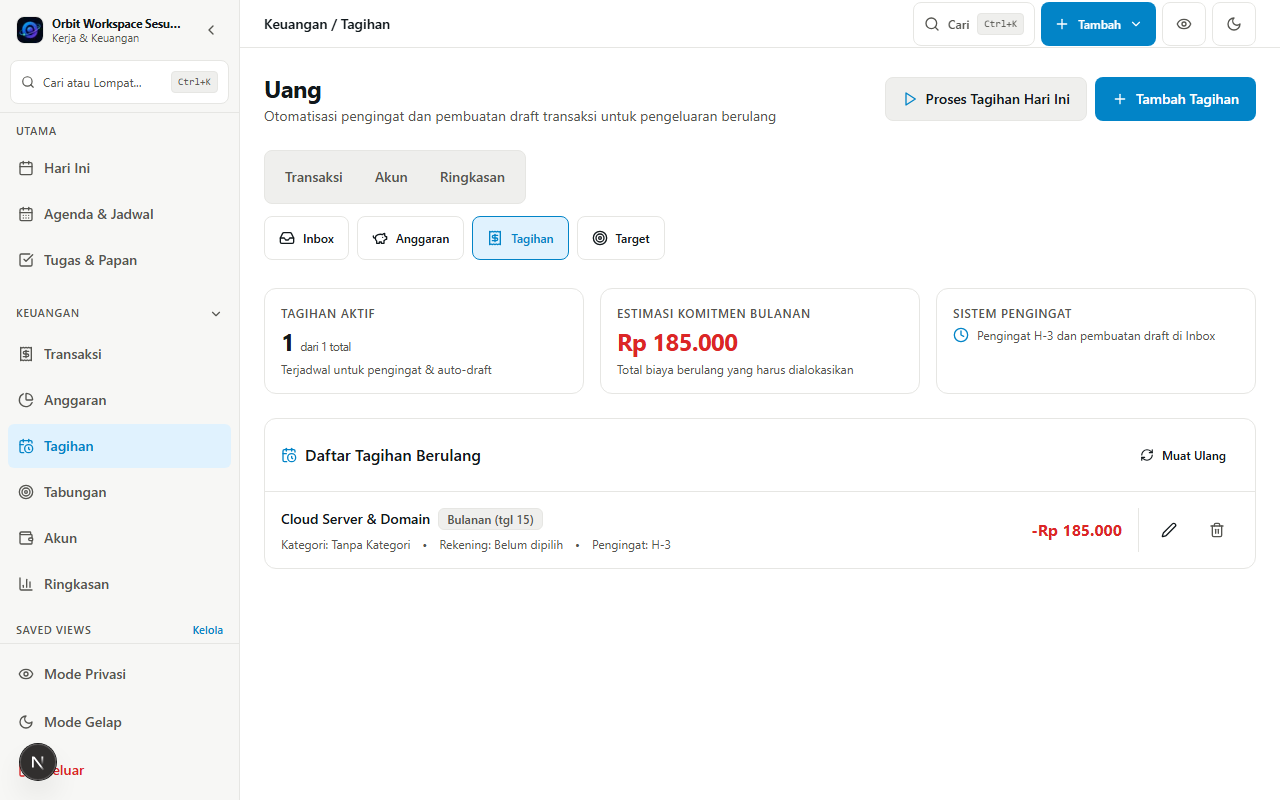 Orbit Workspace Sesu...
Kerja & Keuangan
Cari atau Lompat...
Ctrl+K
UTAMA
Hari Ini
Agenda & Jadwal
Tugas & Papan
KEUANGAN
Transaksi
Anggaran
Tagihan
Tabungan
Akun
Ringkasan
SAVED VIEWS
Kelola
Mode Privasi
Mode Gelap
N
eluar
Keuangan / Tagihan
Cari
Ctrl+K
Tambah
Uang
Otomatisasi pengingat dan pembuatan draft transaksi untuk pengeluaran berulang
Proses Tagihan Hari Ini
Tambah Tagihan
Transaksi
Akun
Ringkasan
Inbox
Anggaran
Tagihan
Target
TAGIHAN AKTIF
1 dari 1 total
Terjadwal untuk pengingat & auto-draft
ESTIMASI KOMITMEN BULANAN
Rp 185.000
Total biaya berulang yang harus dialokasikan
SISTEM PENGINGAT
Pengingat H-3 dan pembuatan draft di Inbox
Daftar Tagihan Berulang
Muat Ulang
Cloud Server & Domain
Bulanan (tgl 15)
Kategori: Tanpa Kategori • Rekening: Belum dipilih • Pengingat: H-3
-Rp 185.000